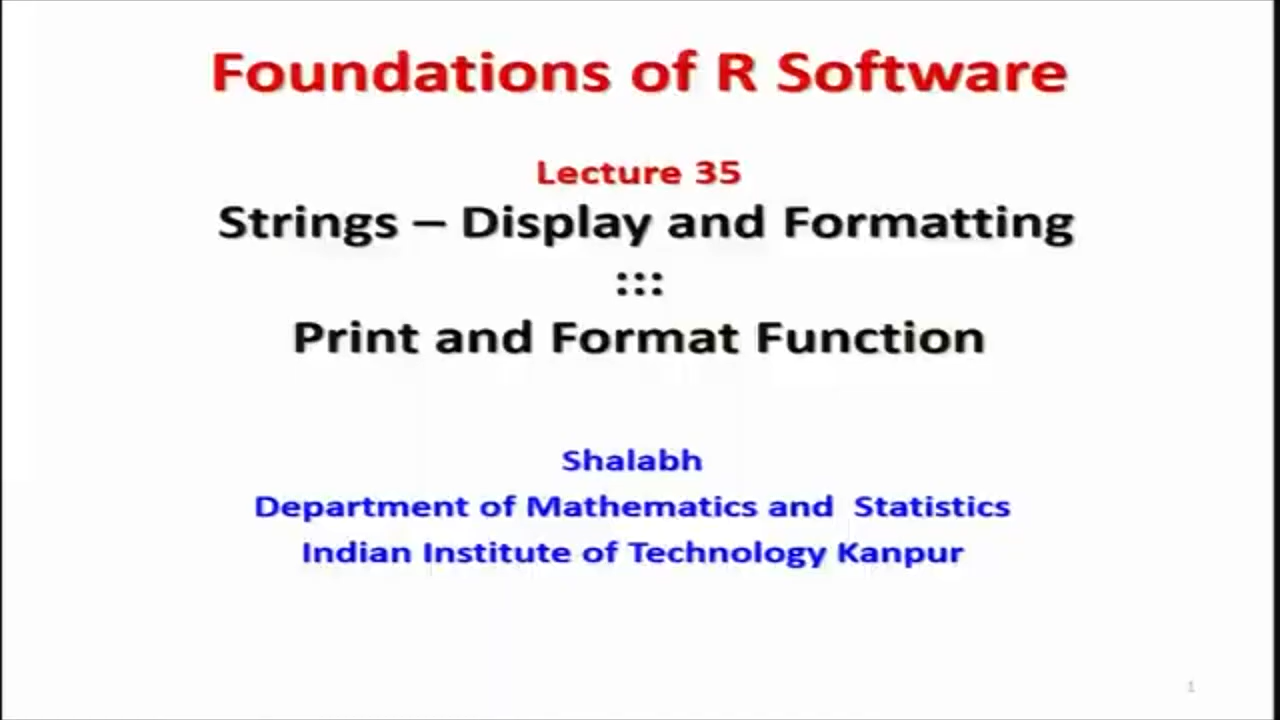 Foundations of R Software
Lecture 35
Strings – Display and Formatting
:::
Print and Format Function
Shalabh
Department of Mathematics and Statistics
Indian Institute of Technology Kanpur
1